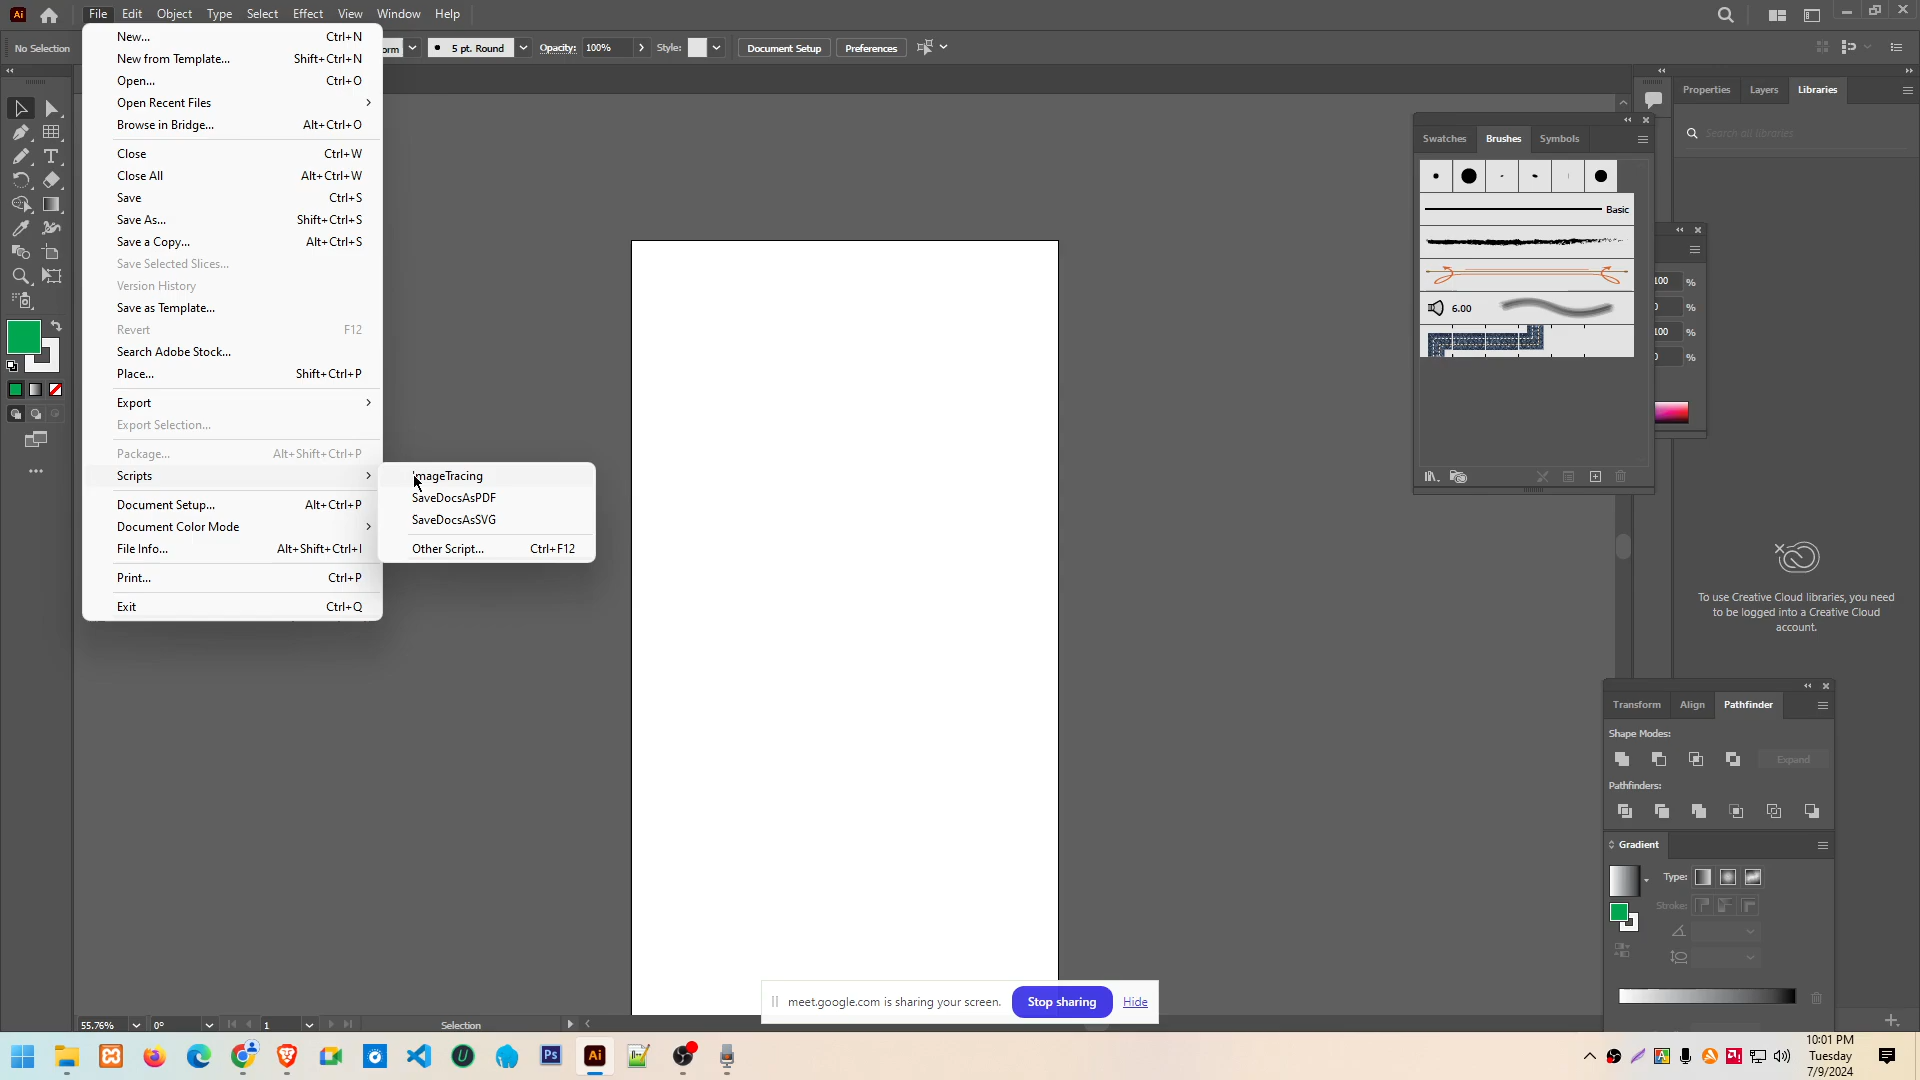 Ai
File Edit Object Type Select Effect View Window Help
No Selection
orm
5 pt. Round
Opacity: 100%
Style:
Document Setup
Preferences
New... Ctrl+N
New from Template... Shift+Ctrl+N
Open... Ctrl+O
Open Recent Files
Browse in Bridge... Alt+Ctrl+O
Close Ctrl+W
Close All Alt+Ctrl+W
Save Ctrl+S
Save As... Shift+Ctrl+S
Save a Copy... Alt+Ctrl+S
Save Selected Slices...
Version History
Save as Template...
Revert F12
Search Adobe Stock...
Place... Shift+Ctrl+P
Export
Export Selection...
Package... Alt+Shift+Ctrl+P
Scripts
Document Setup... Alt+Ctrl+P
Document Color Mode
File Info... Alt+Shift+Ctrl+I
Print... Ctrl+P
Exit Ctrl+Q
ImageTracing
SaveDocsAsPDF
SaveDocsAsSVG
Other Script... Ctrl+F12
Swatches Brushes Symbols
Basic
6.00
100 %
0 %
100 %
0 %
Properties Layers Libraries
Search all libraries
To use Creative Cloud libraries, you need
to be logged into a Creative Cloud
account.
Transform Align Pathfinder
Shape Modes:
Expand
Pathfinders:
Gradient
Type:
Stroke:
meet.google.com is sharing your screen. Stop sharing Hide
55.76% 0° 1 Selection
Ps Ai
10:01 PM
Tuesday
7/9/2024